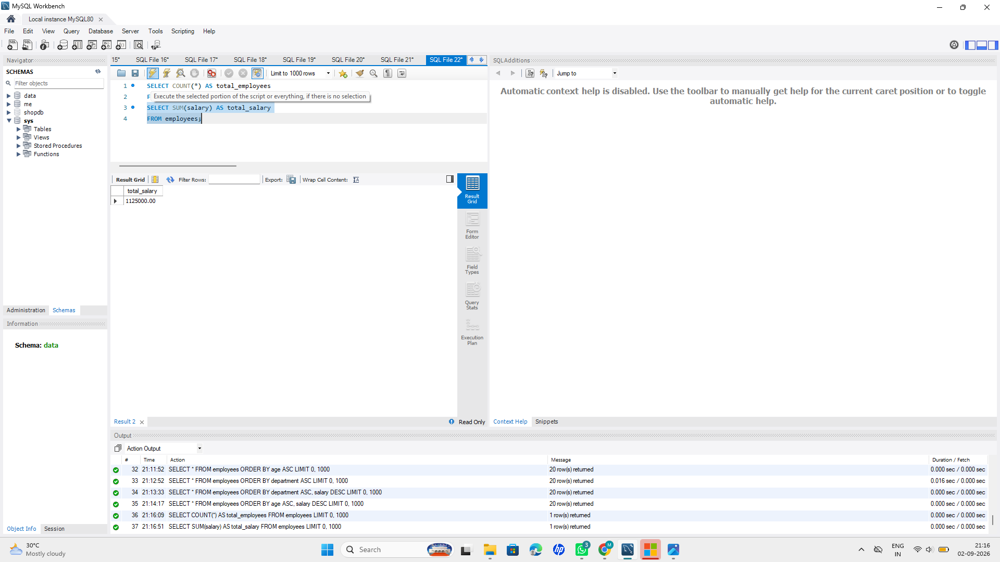 MySQL Workbench
Local instance MySQL80
File Edit View Query Database Server Tools Scripting Help
Navigator
SCHEMAS
Filter objects
data
me
shopdb
sys
Tables
Views
Stored Procedures
Functions
Administration Schemas
Information
Schema: data
Object Info Session
15* SQL File 16* SQL File 17* SQL File 18* SQL File 19* SQL File 20* SQL File 21* SQL File 22*
Limit to 1000 rows
1 SELECT COUNT(*) AS total_employees
2 F
Execute the selected portion of the script or everything, if there is no selection
3 SELECT SUM(salary) AS total_salary
4 FROM employees;
Result Grid Filter Rows: Export: Wrap Cell Content:
total_salary
1125000.00
Result
Grid
Form
Editor
Field
Types
Query
Stats
Execution
Plan
Result 2 Read Only
SQLAdditions
Jump to
Automatic context help is disabled. Use the toolbar to manually get help for the current caret position or to toggle
automatic help.
Context Help Snippets
Output
Action Output
# Time Action Message Duration / Fetch
32 21:11:52 SELECT * FROM employees ORDER BY age ASC LIMIT 0, 1000 20 row(s) returned 0.000 sec / 0.000 sec
33 21:12:52 SELECT * FROM employees ORDER BY department ASC LIMIT 0, 1000 20 row(s) returned 0.016 sec / 0.000 sec
34 21:13:33 SELECT * FROM employees ORDER BY department ASC, salary DESC LIMIT 0, 1000 20 row(s) returned 0.000 sec / 0.000 sec
35 21:14:17 SELECT * FROM employees ORDER BY age ASC, salary DESC LIMIT 0, 1000 20 row(s) returned 0.000 sec / 0.000 sec
36 21:16:09 SELECT COUNT(*) AS total_employees FROM employees LIMIT 0, 1000 1 row(s) returned 0.000 sec / 0.000 sec
37 21:16:51 SELECT SUM(salary) AS total_salary FROM employees LIMIT 0, 1000 1 row(s) returned 0.000 sec / 0.000 sec
30°C
Mostly cloudy
Search
3
M
ENG
IN
21:16
02-09-2026